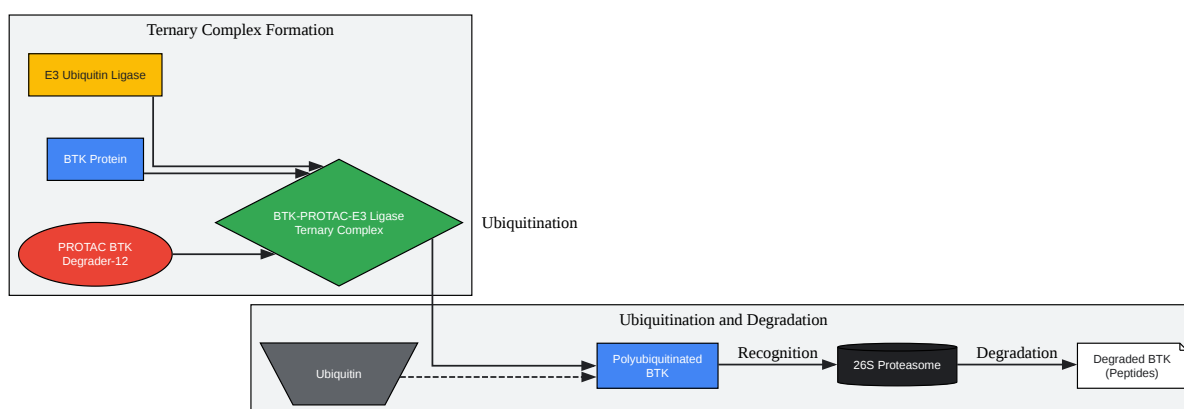 Ternary Complex Formation
E3 Ubiquitin Ligase
BTK Protein
BTK-PROTAC-E3 Ligase
Ternary Complex
PROTAC BTK
Degrader-12
Ubiquitination
Ubiquitination and Degradation
Ubiquitin
Polyubiquitinated
BTK
Recognition
26S Proteasome
Degradation
Degraded BTK
(Peptides)